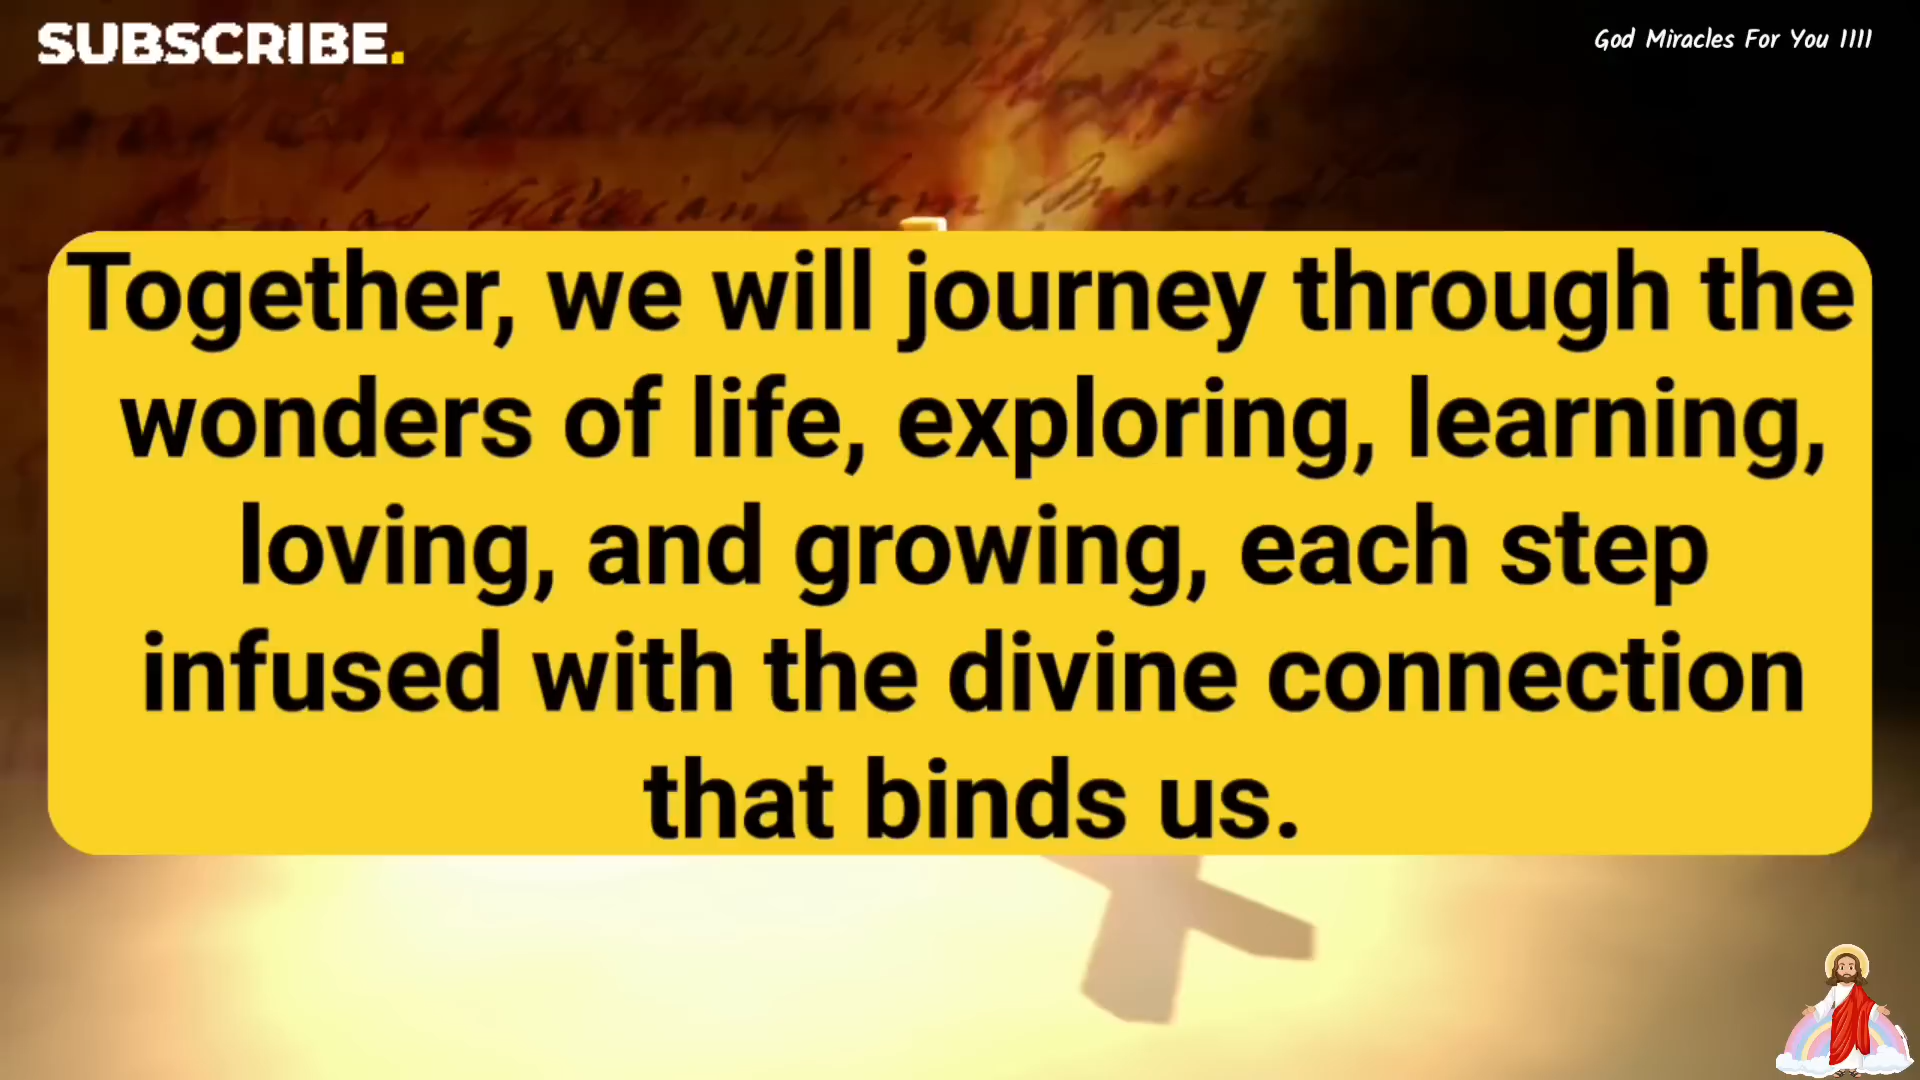 SUBSCRIBE.
God Miracles For You 1111
Together, we will journey through the
wonders of life, exploring, learning,
loving, and growing, each step
infused with the divine connection
that binds us.